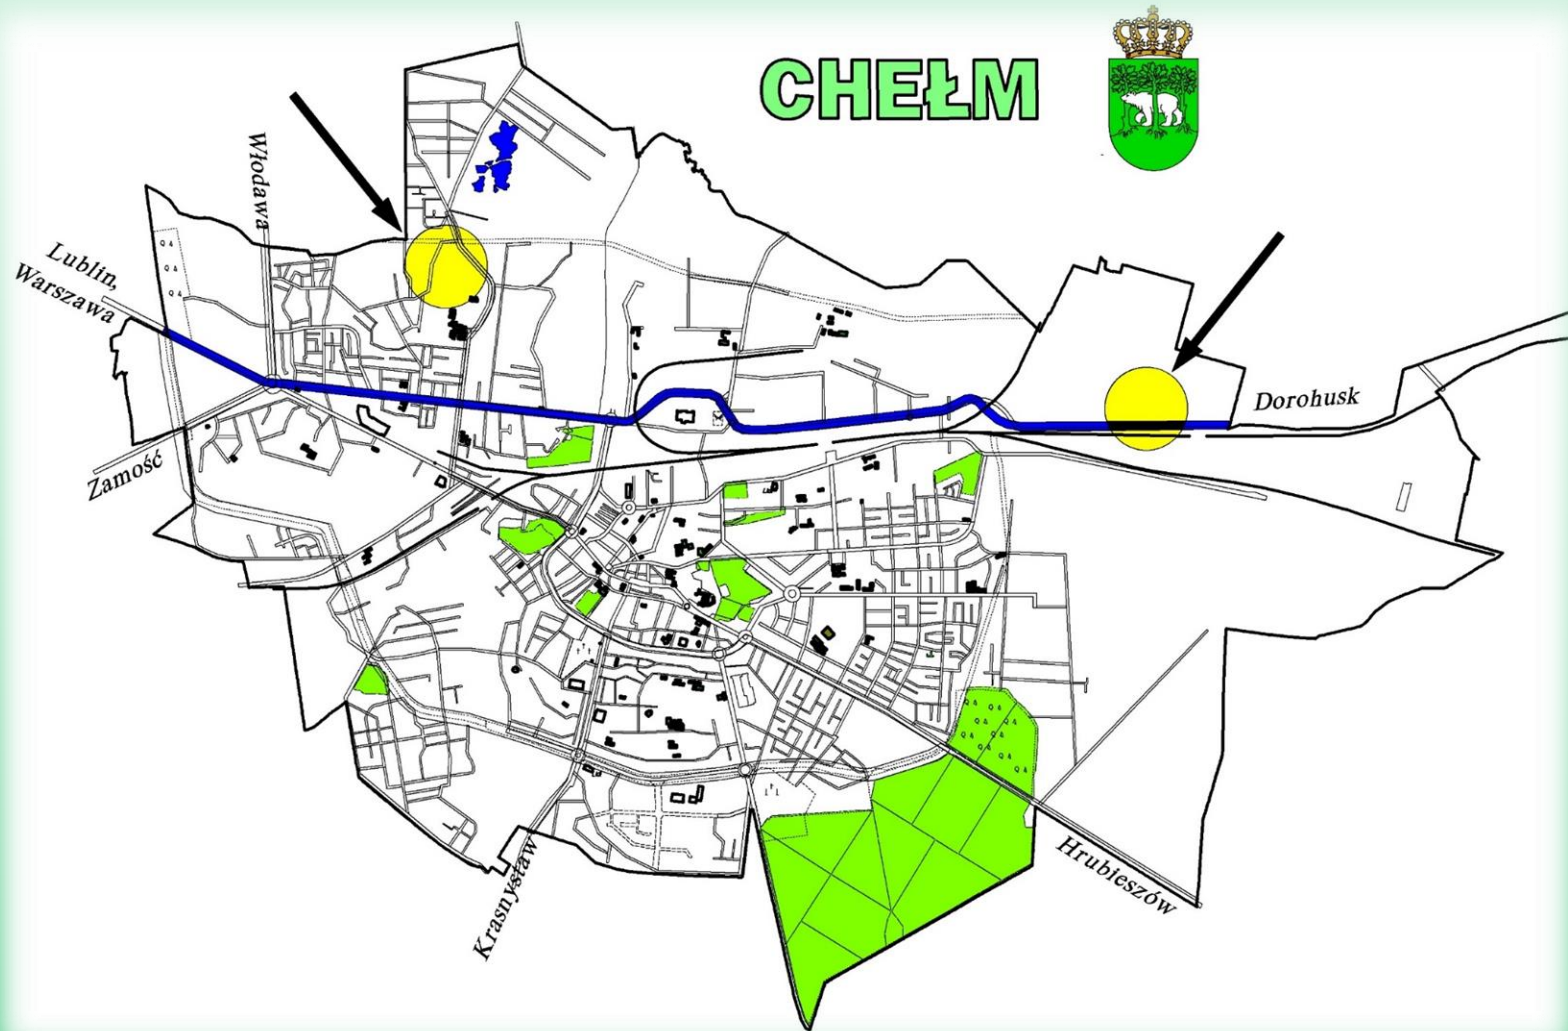 CHEŁM
Włodawa
Lublin,
Warszawa
Dorohusk
Zamość
Hrubieszów
Krasnystaw